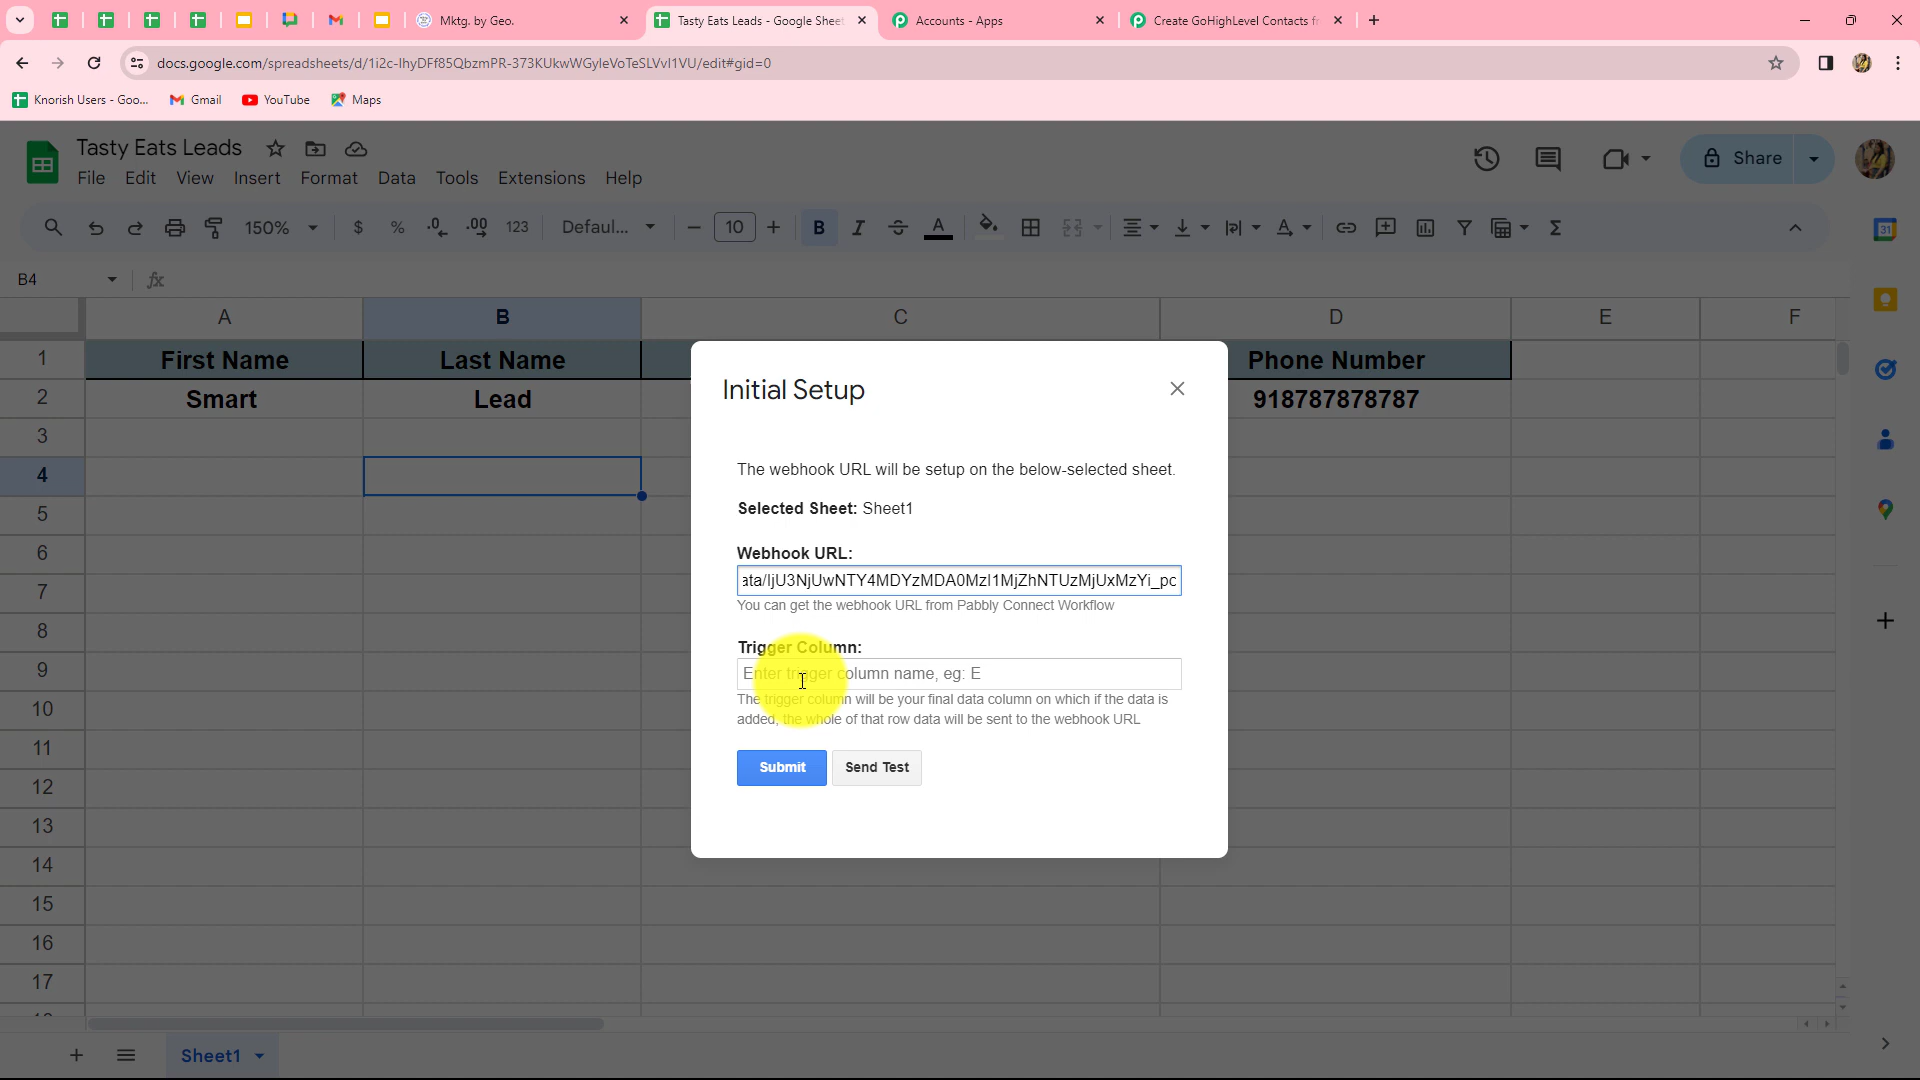 Mktg. by Geo.
Tasty Eats Leads - Google Sheet
Accounts - Apps
Create GoHighLevel Contacts fr
docs.google.com/spreadsheets/d/1i2c-IhyDFf85QbzmPR-373KUkwWGyleVoTeSLVvI1VU/edit#gid=0
Knorish Users - Goo...
Gmail
YouTube
Maps
Tasty Eats Leads
File Edit View Insert Format Data Tools Extensions Help
Share
150% $ % .0 .00 123 Defaul... 10 B I A
B4 fx
A B C D E F
1 First Name Last Name Phone Number
2 Smart Lead 918787878787
3
4
5
6
7
8
9
10
11
12
13
14
15
16
17
Initial Setup
The webhook URL will be setup on the below-selected sheet.
Selected Sheet: Sheet1
Webhook URL:
ata/IjU3NjUwNTY4MDYzMDA0MzI1MjZhNTUzMjUxMzYi_pc
You can get the webhook URL from Pabbly Connect Workflow
Trigger Column:
Enter trigger column name, eg: E
The trigger column will be your final data column on which if the data is
added, the whole of that row data will be sent to the webhook URL
Submit
Send Test
Sheet1
31